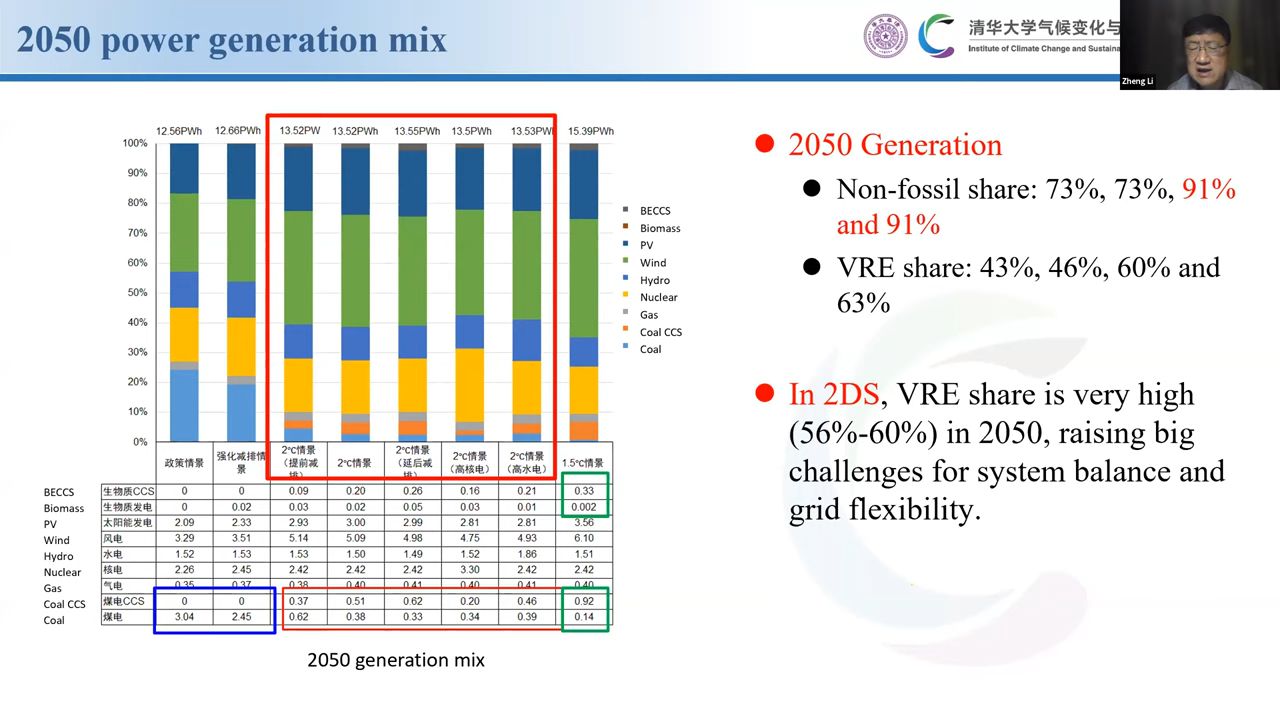 2050 power generation mix
清华大学气候变化与
Institute of Climate Change and Sustaina
Zheng Li
12.56PWh 12.66PWh 13.52PW 13.52PWh 13.55PWh 13.5PWh 13.53PWh 15.39PWh
100%
90%
80%
70%
60%
50%
40%
30%
20%
10%
0%
BECCS
Biomass
PV
Wind
Hydro
Nuclear
Gas
Coal CCS
Coal
政策情景
强化减排情景
2℃情景（提前减排）
2℃情景
2℃情景（延后减排）
2℃情景（高核电）
2℃情景（高水电）
1.5℃情景
BECCS 生物质CCS 0 0 0.09 0.20 0.26 0.16 0.21 0.33
Biomass 生物质发电 0 0.02 0.03 0.02 0.05 0.03 0.01 0.002
PV 太阳能发电 2.09 2.33 2.93 3.00 2.99 2.81 2.81 3.56
Wind 风电 3.29 3.51 5.14 5.09 4.98 4.75 4.93 6.10
Hydro 水电 1.52 1.53 1.53 1.50 1.49 1.52 1.86 1.51
Nuclear 核电 2.26 2.45 2.42 2.42 2.42 3.30 2.42 2.42
Gas 气电 0.35 0.37 0.38 0.40 0.41 0.40 0.41 0.40
Coal CCS 煤电CCS 0 0 0.37 0.51 0.62 0.20 0.46 0.92
Coal 煤电 3.04 2.45 0.62 0.38 0.33 0.34 0.39 0.14
2050 generation mix
2050 Generation
Non-fossil share: 73%, 73%, 91%
and 91%
VRE share: 43%, 46%, 60% and
63%
In 2DS, VRE share is very high
(56%-60%) in 2050, raising big
challenges for system balance and
grid flexibility.